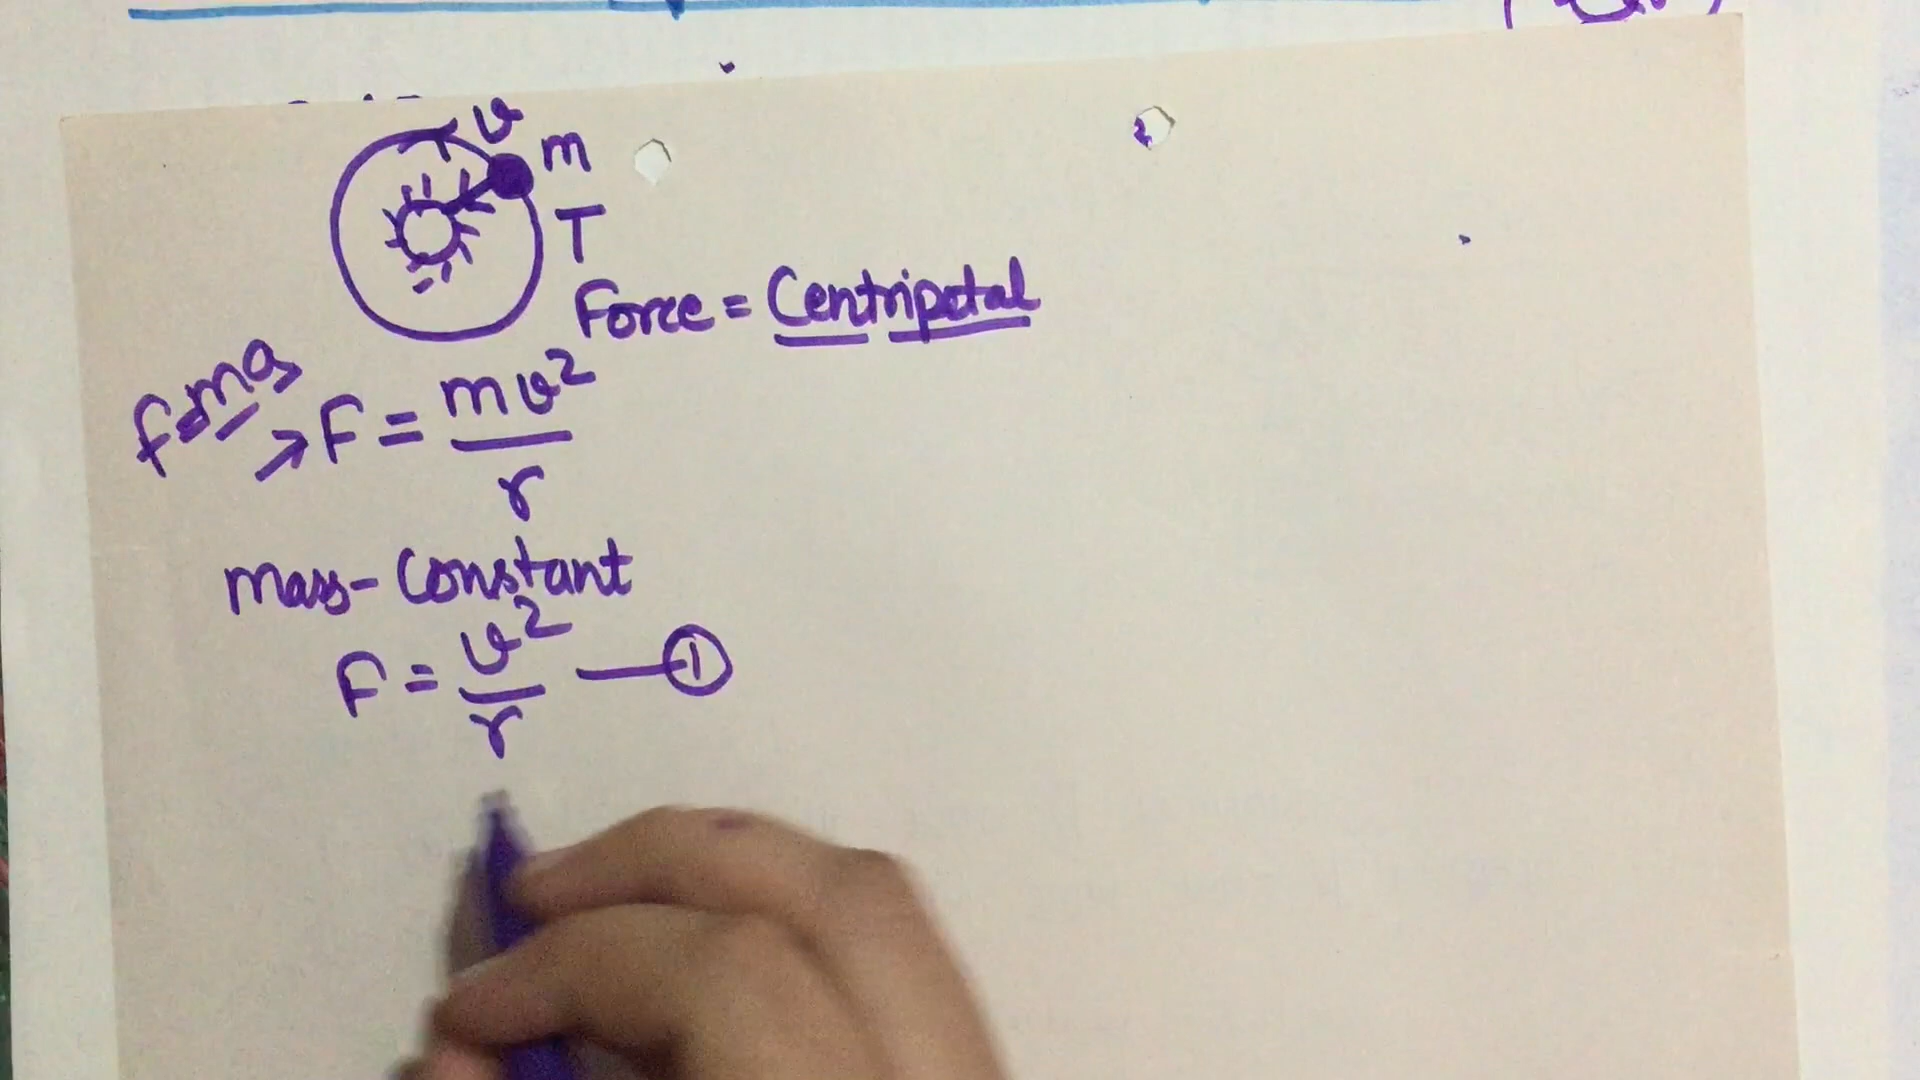 v
m
T
Force = Centripetal
f=ma
F = mv²/r
mass- Constant
F = v²/r — ①